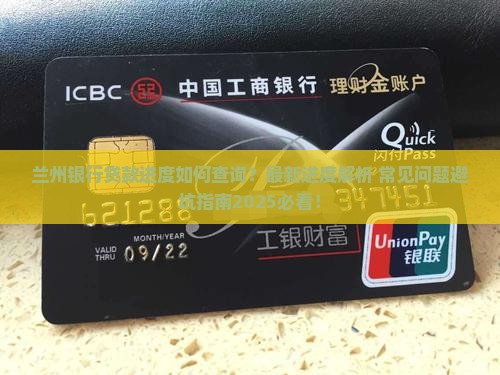 ICBC 中国工商银行 理财金账户
Quick
闪付Pass
兰州银行贷款进度如何查询？最新进度解析 常见问题避
坑指南2025必看！
621288 347451
工银财富
MONTH/YEAR
VALID
THRU 09/22
UnionPay
银联